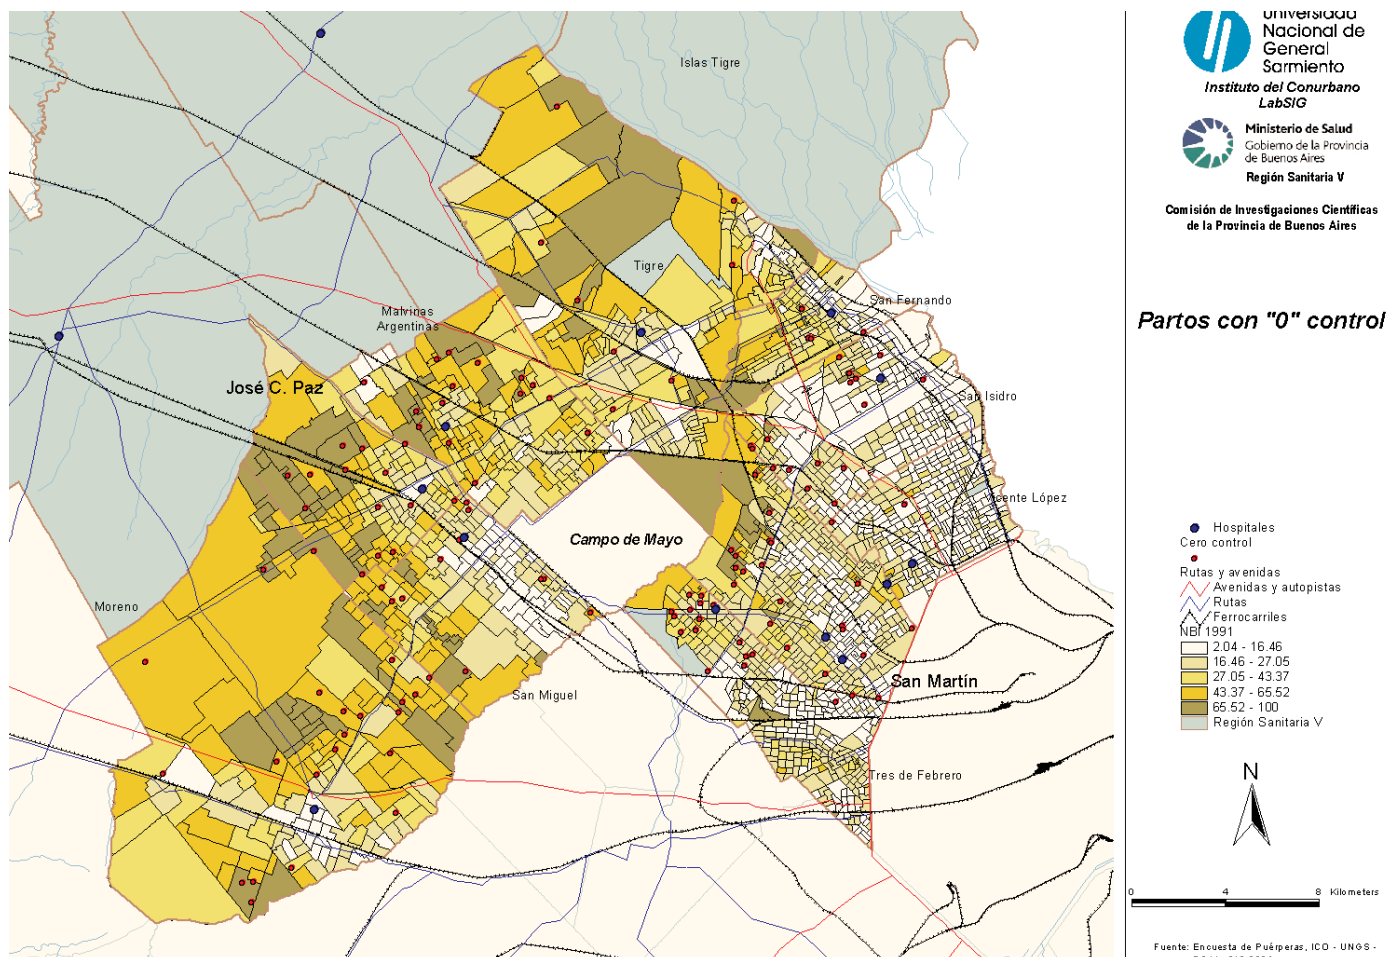 Universidad
Nacional de
General
Sarmiento
Instituto del Conurbano
LabSIG
Ministerio de Salud
Gobierno de la Provincia
de Buenos Aires
Región Sanitaria V
Comisión de Investigaciones Científicas
de la Provincia de Buenos Aires
Partos con "0" control
Islas Tigre
Tigre
San Fernando
Malvinas
Argentinas
José C. Paz
San Isidro
Vicente López
Campo de Mayo
Moreno
San Miguel
San Martín
Tres de Febrero
Hospitales
Cero control
Rutas y avenidas
Avenidas y autopistas
Rutas
Ferrocarriles
NBI 1991
2.04 - 16.46
16.46 - 27.05
27.05 - 43.37
43.37 - 65.52
65.52 - 100
Región Sanitaria V
N
0 4 8 Kilometers
Fuente: Encuesta de Puérperas, ICO - UNGS -